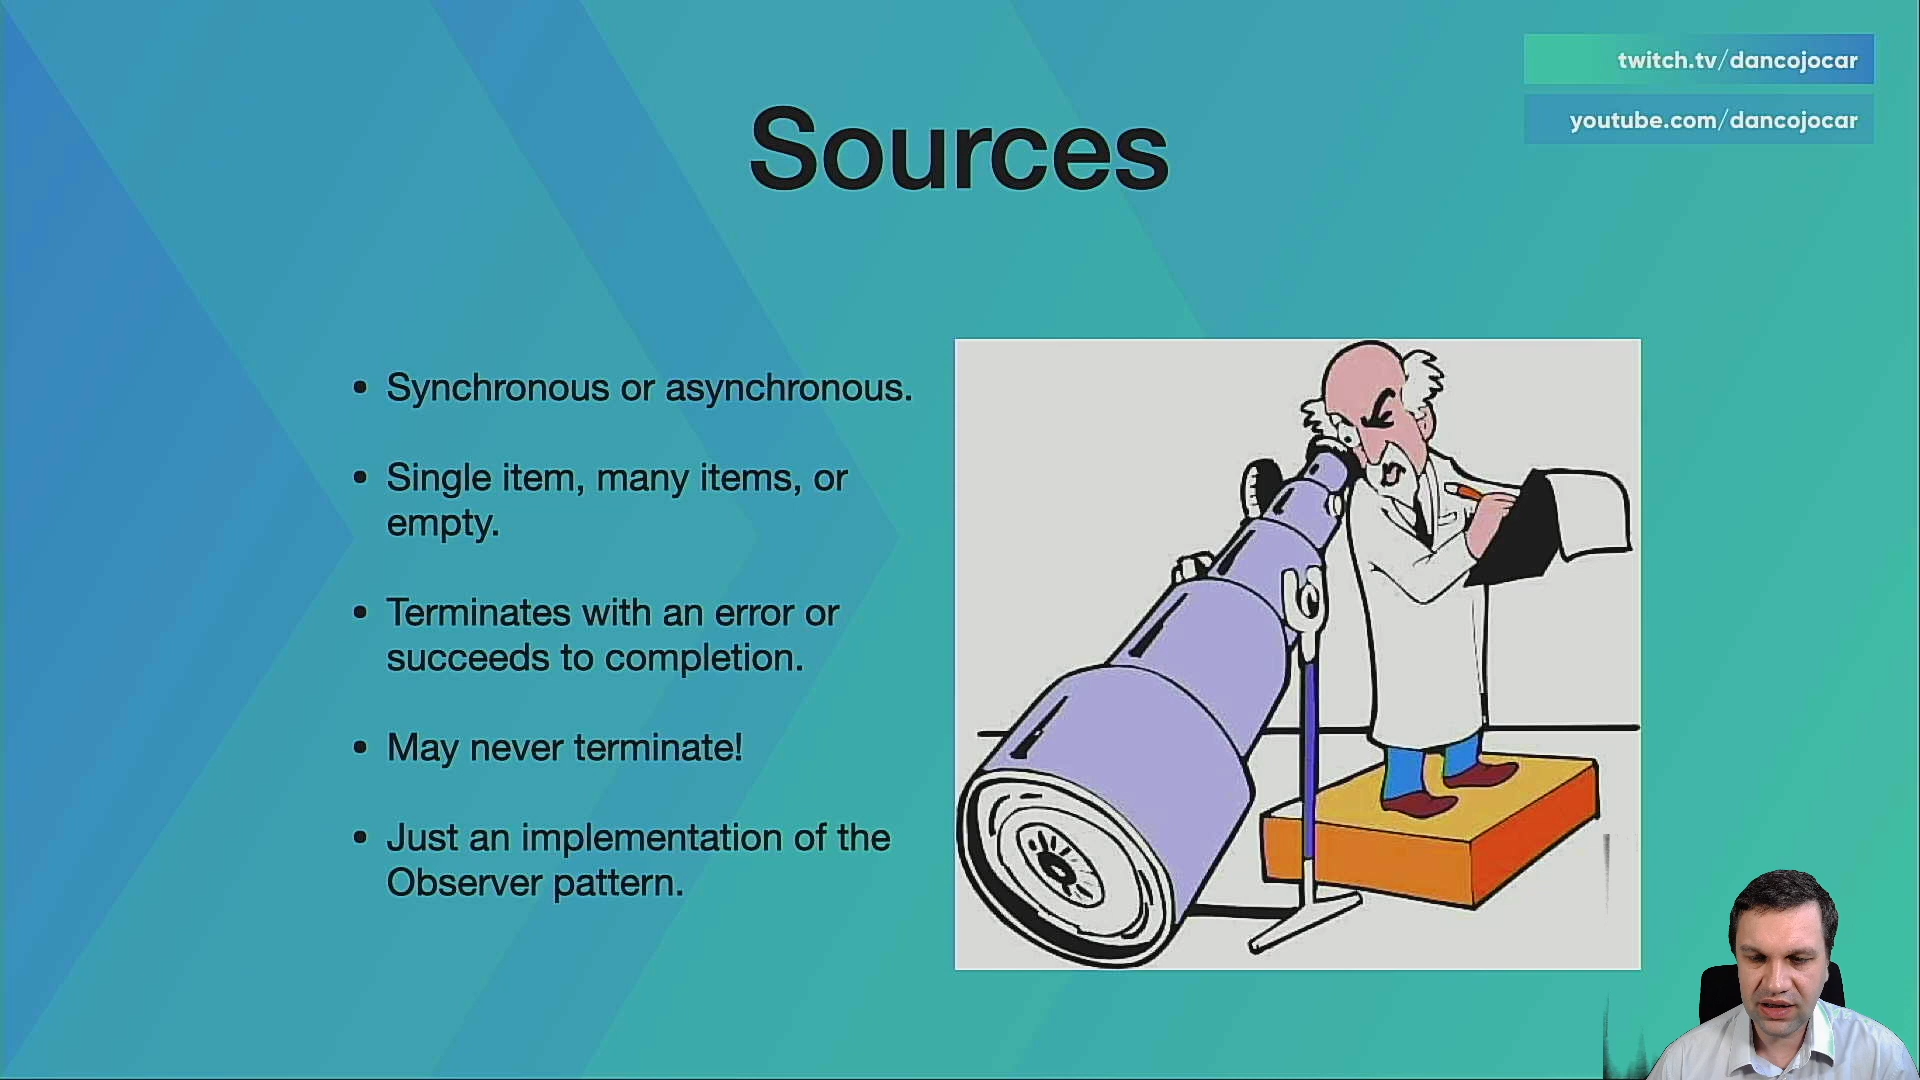 twitch.tv/dancojocar
youtube.com/dancojocar
Sources
• Synchronous or asynchronous.
• Single item, many items, or
empty.
• Terminates with an error or
succeeds to completion.
• May never terminate!
• Just an implementation of the
Observer pattern.